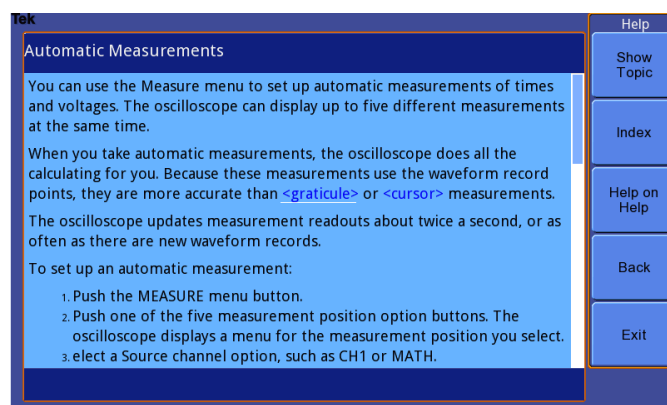 Tek
Automatic Measurements
You can use the Measure menu to set up automatic measurements of times
and voltages. The oscilloscope can display up to five different measurements
at the same time.
When you take automatic measurements, the oscilloscope does all the
calculating for you. Because these measurements use the waveform record
points, they are more accurate than <graticule> or <cursor> measurements.
The oscilloscope updates measurement readouts about twice a second, or as
often as there are new waveform records.
To set up an automatic measurement:
1. Push the MEASURE menu button.
2. Push one of the five measurement position option buttons. The
oscilloscope displays a menu for the measurement position you select.
3. elect a Source channel option, such as CH1 or MATH.
Help
Show
Topic
Index
Help on
Help
Back
Exit